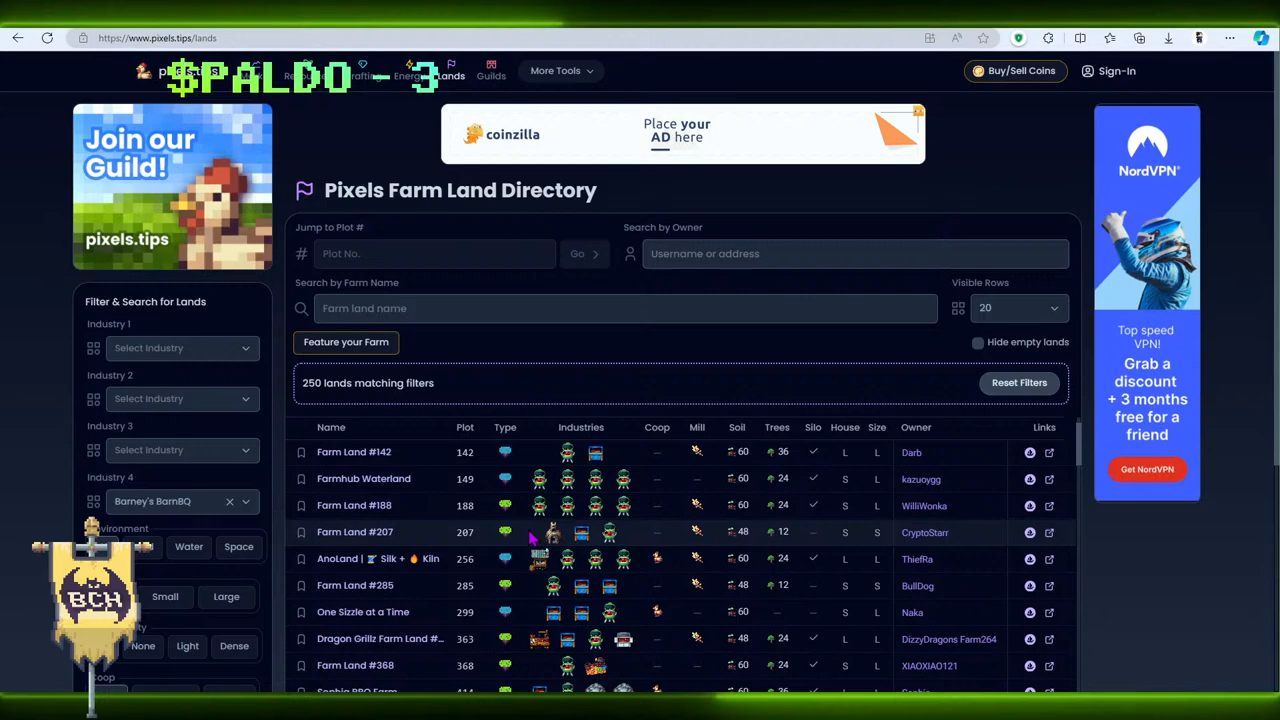 https://www.pixels.tips/lands
pixels.tips
Lands
Guilds
More Tools
Buy/Sell Coins
Sign-In
$PALDO - 3
Join our
Guild!
pixels.tips
coinzilla
Place your
AD here
NordVPN®
Top speed
VPN!
Grab a
discount
+ 3 months
free for a
friend
Get NordVPN
Pixels Farm Land Directory
Jump to Plot #
Search by Owner
# Plot No.
Go
Username or address
Search by Farm Name
Visible Rows
Farm land name
20
Feature your Farm
Hide empty lands
250 lands matching filters
Reset Filters
Filter & Search for Lands
Industry 1
Select Industry
Industry 2
Select Industry
Industry 3
Select Industry
Industry 4
Barney's BarnBQ
Environment
Water Space
Small Large
None Light Dense
Coop
BCH
Name Plot Type Industries Coop Mill Soil Trees Silo House Size Owner Links
Farm Land #142 142 — 60 36 L L Darb
Farmhub Waterland 149 — 60 24 S L kazuoygg
Farm Land #188 188 — 60 24 S L WilliWonka
Farm Land #207 207 — 48 12 — S S CryptoStarr
AnoLand | Silk + Kiln 256 60 24 S L ThiefRa
Farm Land #285 285 — 48 12 — S S BullDog
One Sizzle at a Time 299 — 60 — — S L Naka
Dragon Grillz Farm Land #... 363 — 48 24 S L DizzyDragons Farm264
Farm Land #368 368 — 60 24 S L XIAOXIAO121